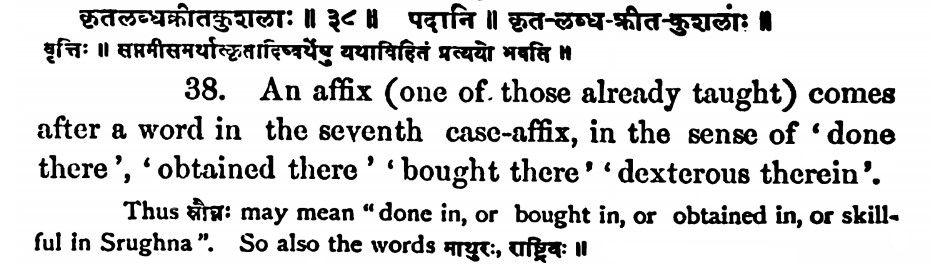 कृतलब्धक्रीतकुशलाः ॥ ३८ ॥ पदानि ॥ कृत-लब्ध-क्रीत-कुशलाः ॥
वृत्तिः ॥ सप्तमीसमर्थात्कृतादिष्वर्थेषु यथाविहितं प्रत्ययो भवति ॥
38. An affix (one of those already taught) comes
after a word in the seventh case-affix, in the sense of ‘done
there’, ‘obtained there’ ‘bought there’ ‘dexterous therein’.
Thus स्रौघ्नः may mean “done in, or bought in, or obtained in, or skill-
ful in Srughna”. So also the words माथुरः, राष्ट्रियः ॥